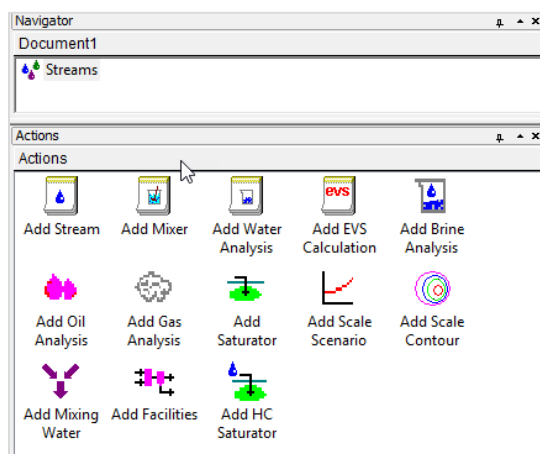 Navigator
Document1
Streams
Actions
Actions
Add Stream
Add Mixer
Add Water
Analysis
evs
Add EVS
Calculation
Add Brine
Analysis
Add Oil
Analysis
Add Gas
Analysis
Add
Saturator
Add Scale
Scenario
Add Scale
Contour
Add Mixing
Water
Add Facilities
Add HC
Saturator